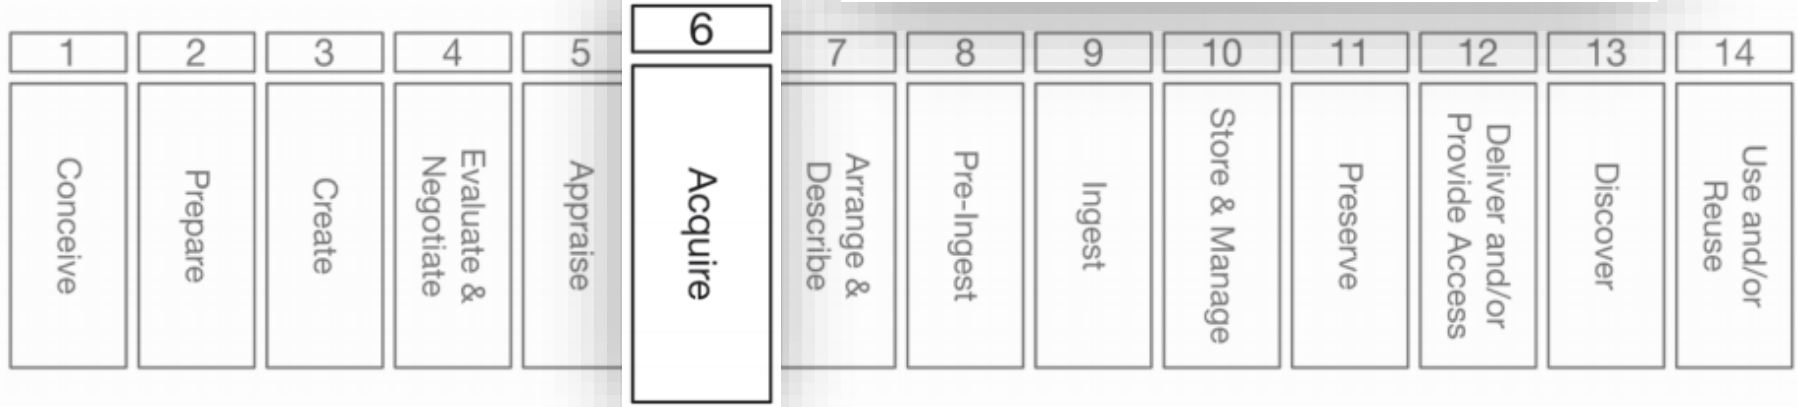 1
Conceive
2
Prepare
3
Create
4
Evaluate &
Negotiate
5
Appraise
6
Acquire
7
Arrange &
Describe
8
Pre-Ingest
9
Ingest
10
Store & Manage
11
Preserve
12
Deliver and/or
Provide Access
13
Discover
14
Use and/or
Reuse